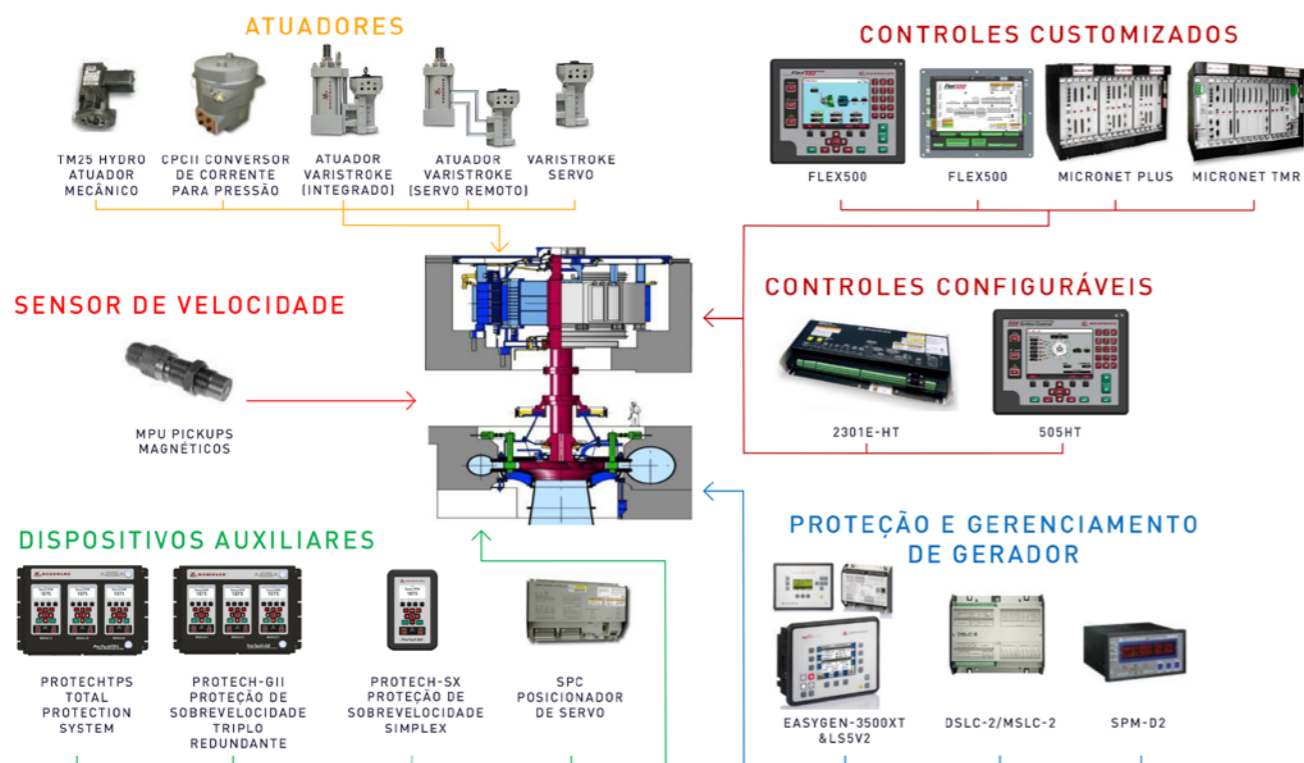 ATUADORES
TM25 HYDRO
ATUADOR
MECÂNICO
CPCII CONVERSOR
DE CORRENTE
PARA PRESSÃO
ATUADOR
VARISTROKE
(INTEGRADO)
ATUADOR
VARISTROKE
(SERVO REMOTO)
VARISTROKE
SERVO
CONTROLES CUSTOMIZADOS
FLEX500
FLEX500
MICRONET PLUS
MICRONET TMR
SENSOR DE VELOCIDADE
MPU PICKUPS
MAGNÉTICOS
CONTROLES CONFIGURÁVEIS
2301E-HT
505HT
DISPOSITIVOS AUXILIARES
PROTECHTPS
TOTAL
PROTECTION
SYSTEM
PROTECH-GII
PROTEÇÃO DE
SOBREVELOCIDADE
TRIPLO
REDUNDANTE
PROTECH-SX
PROTEÇÃO DE
SOBREVELOCIDADE
SIMPLEX
SPC
POSICIONADOR
DE SERVO
PROTEÇÃO E GERENCIAMENTO
DE GERADOR
DSLC-2
EASYGEN-3500XT
&LS5V2
DSLC-2/MSLC-2
SPM-D2